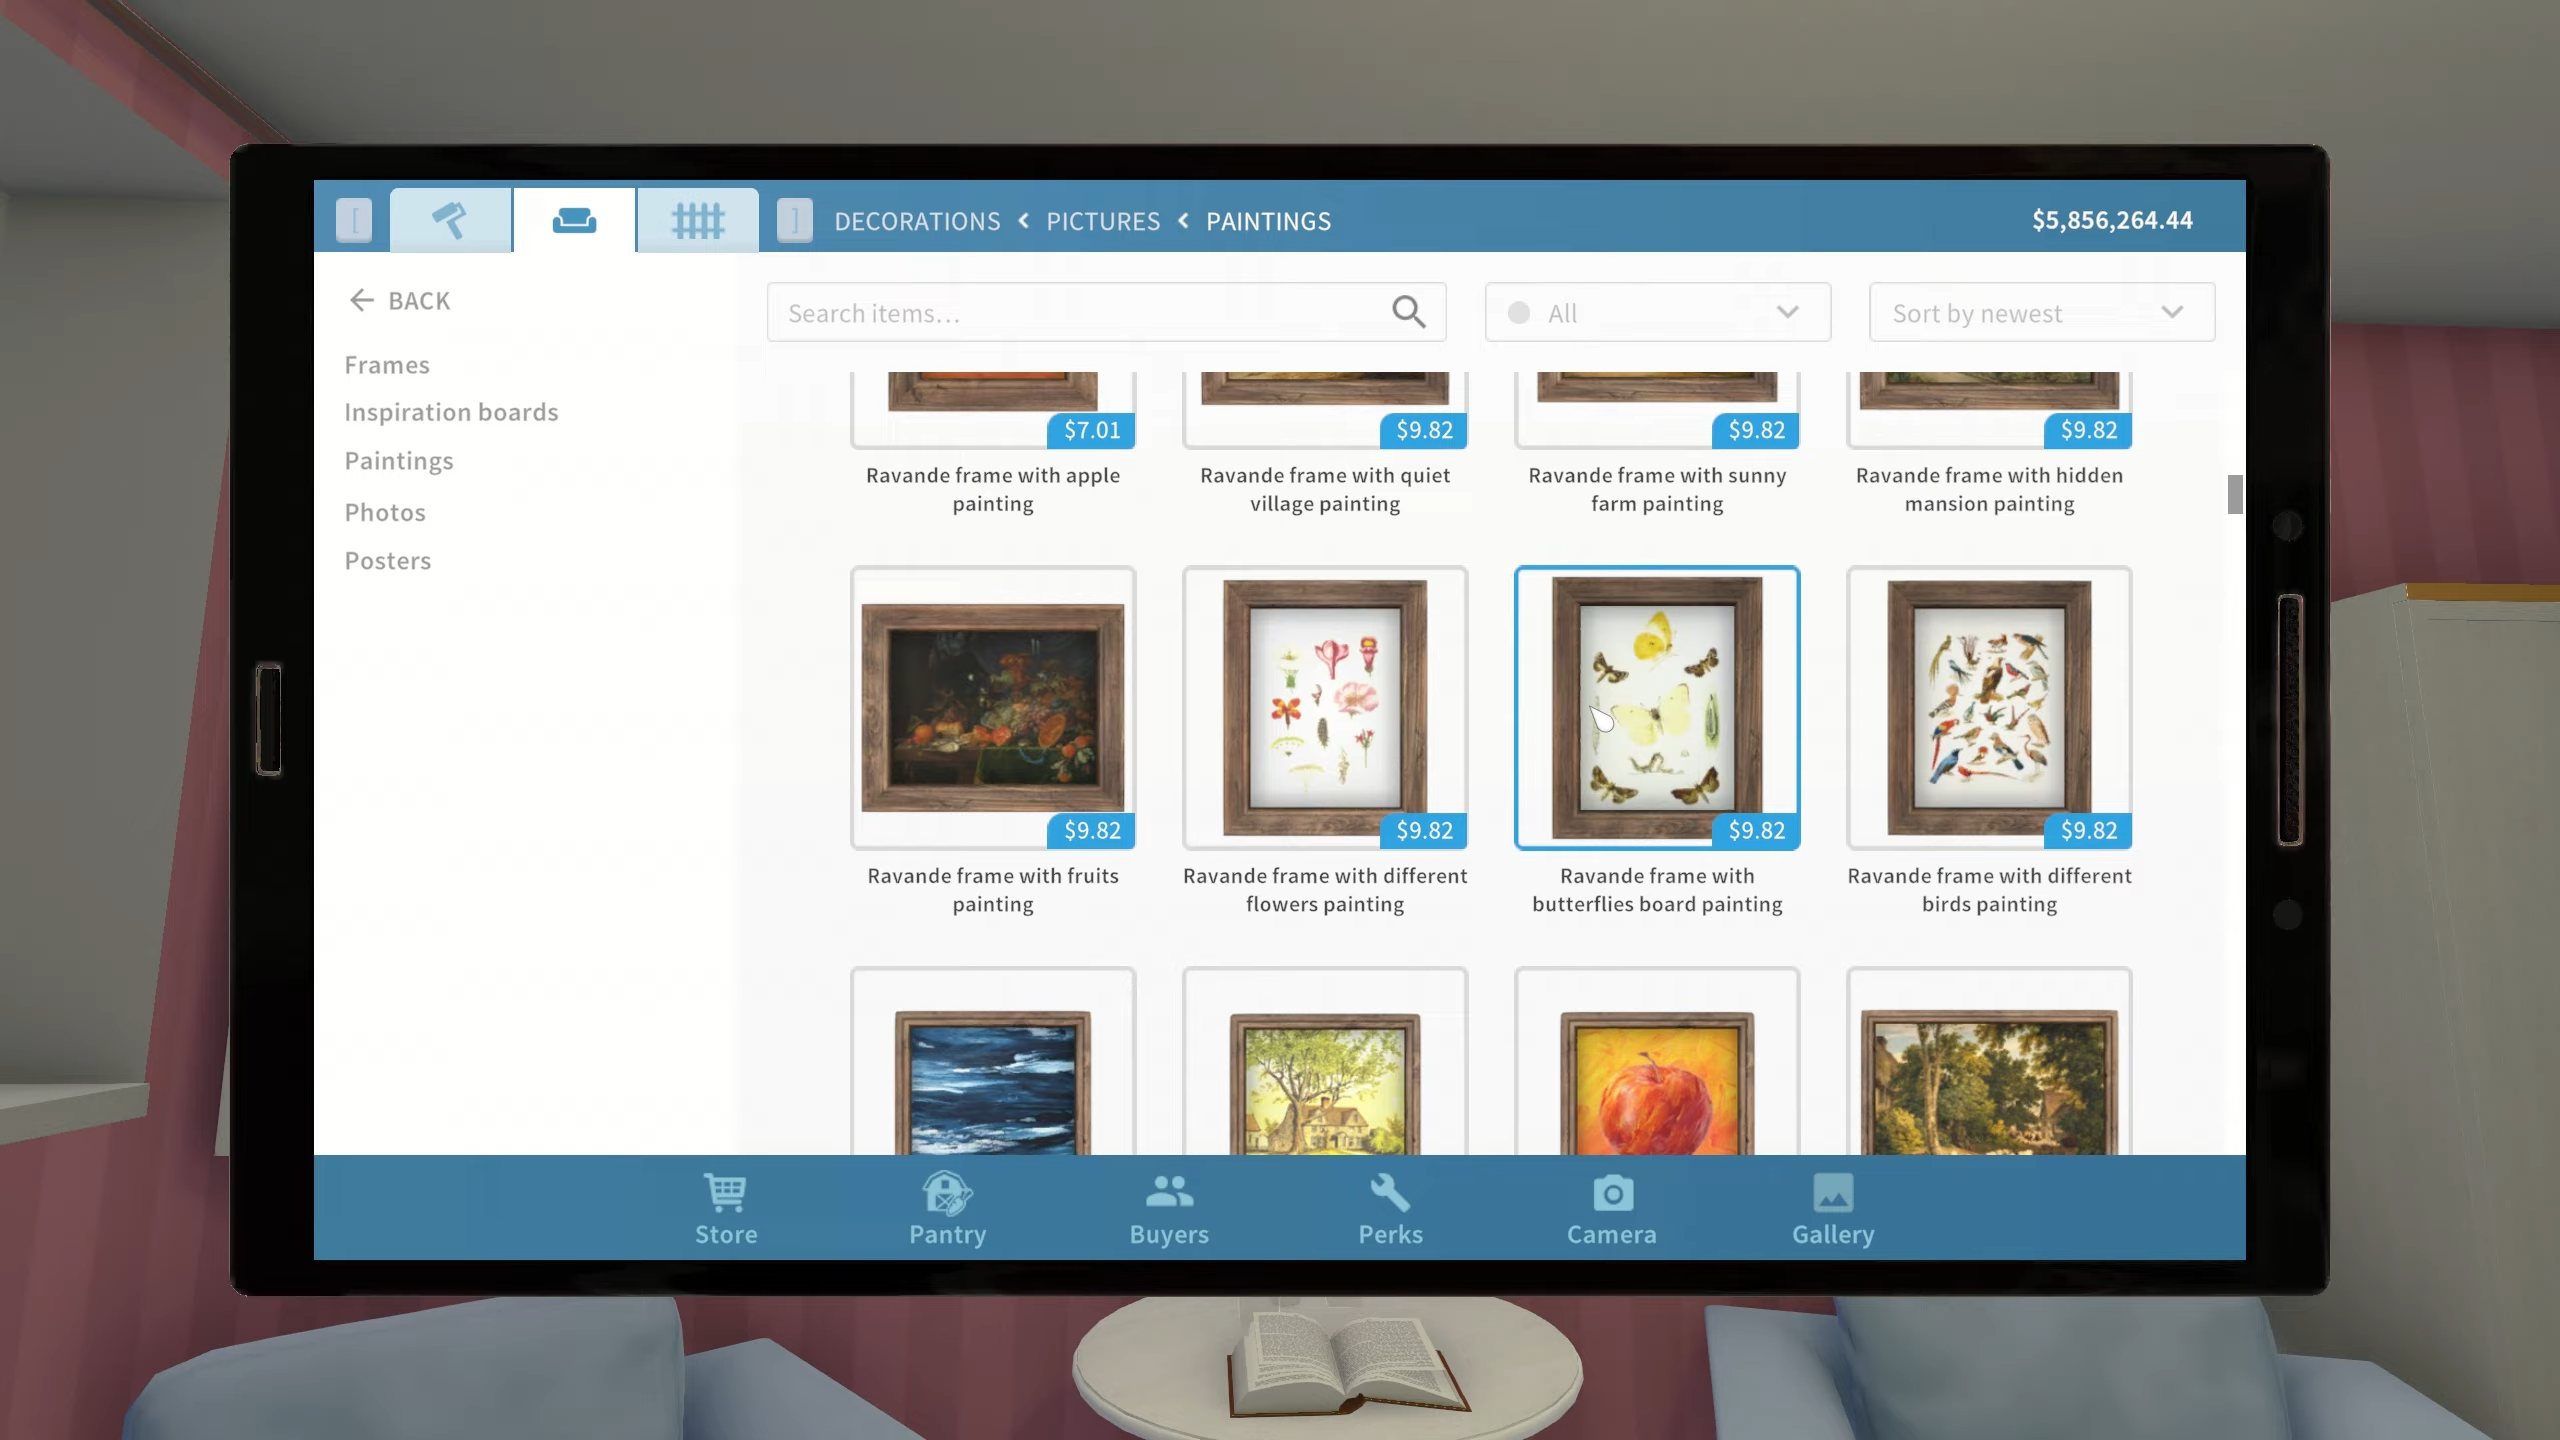 [
]
DECORATIONS < PICTURES < PAINTINGS
$5,856,264.44
BACK
Search items...
All
Sort by newest
Frames
Inspiration boards
Paintings
Photos
Posters
$7.01
$9.82
$9.82
$9.82
Ravande frame with apple
painting
Ravande frame with quiet
village painting
Ravande frame with sunny
farm painting
Ravande frame with hidden
mansion painting
$9.82
$9.82
$9.82
$9.82
Ravande frame with fruits
painting
Ravande frame with different
flowers painting
Ravande frame with
butterflies board painting
Ravande frame with different
birds painting
Store
Pantry
Buyers
Perks
Camera
Gallery